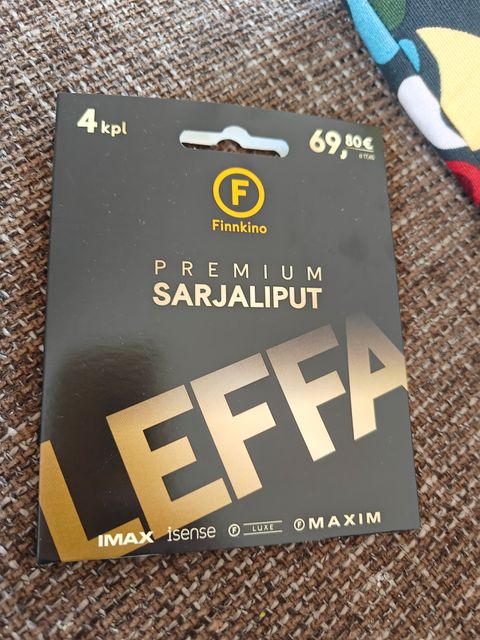 4 kpl
69,80€
F
Finnkino
PREMIUM
SARJALIPUT
LEFFA
IMAX isense F LUXE F MAXIM